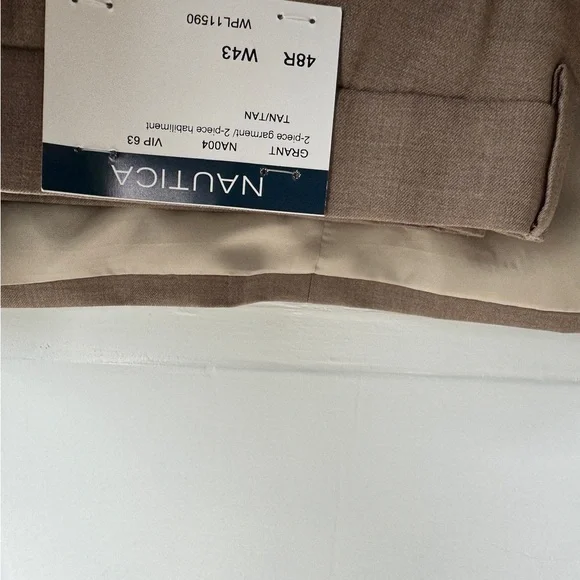 NAUTICA
GRANT NA004 VIP 63
2-piece garment/ 2-piece habiliment
TAN/TAN
48R W43
WPL11590